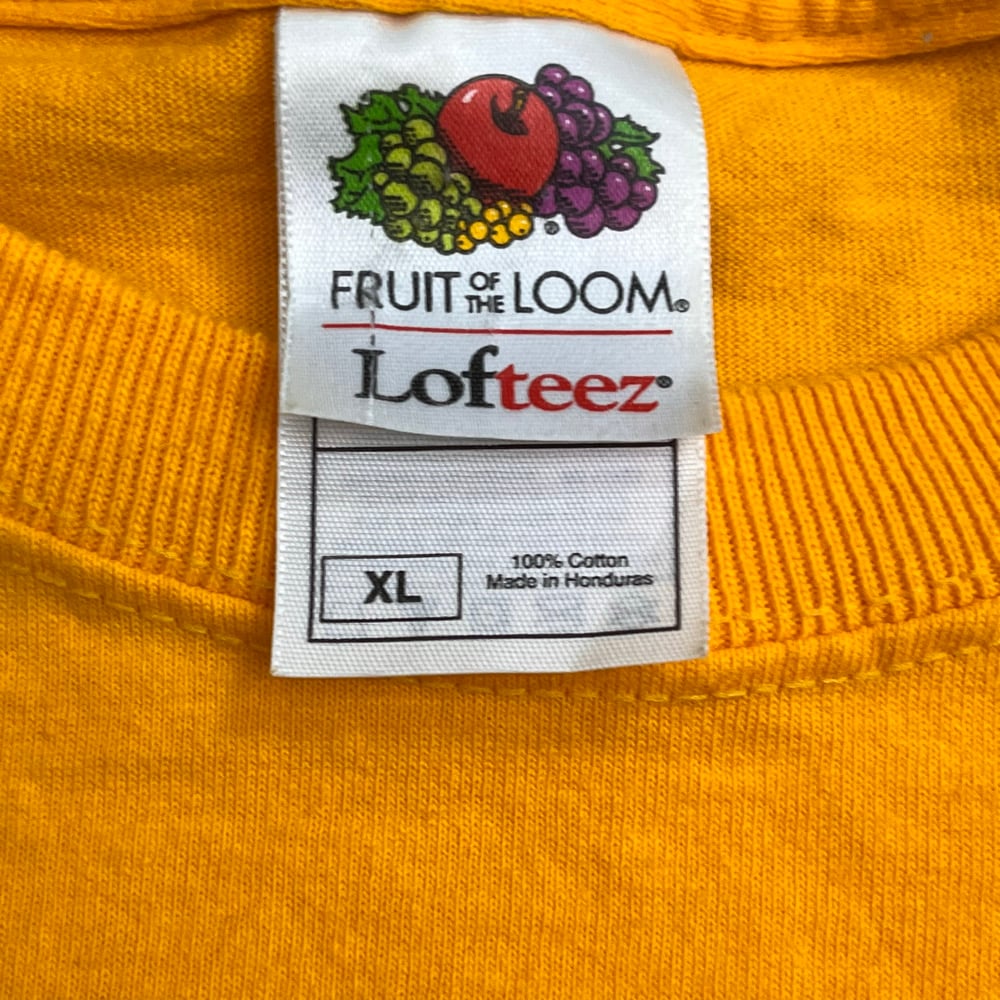 FRUIT OF THE LOOM®
Lofteez®
XL
100% Cotton
Made in Honduras